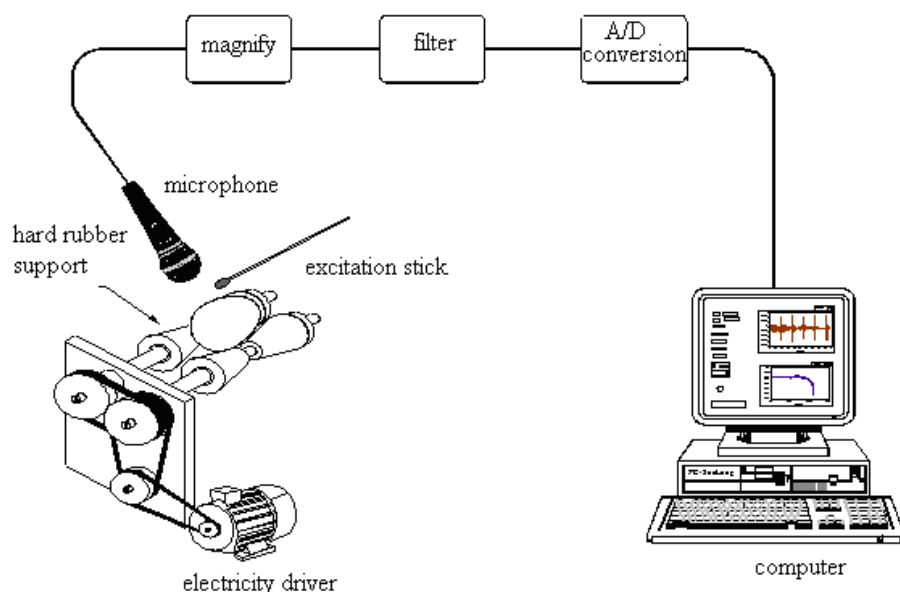 magnify
filter
A/D
conversion
microphone
hard rubber
support
excitation stick
electricity driver
computer